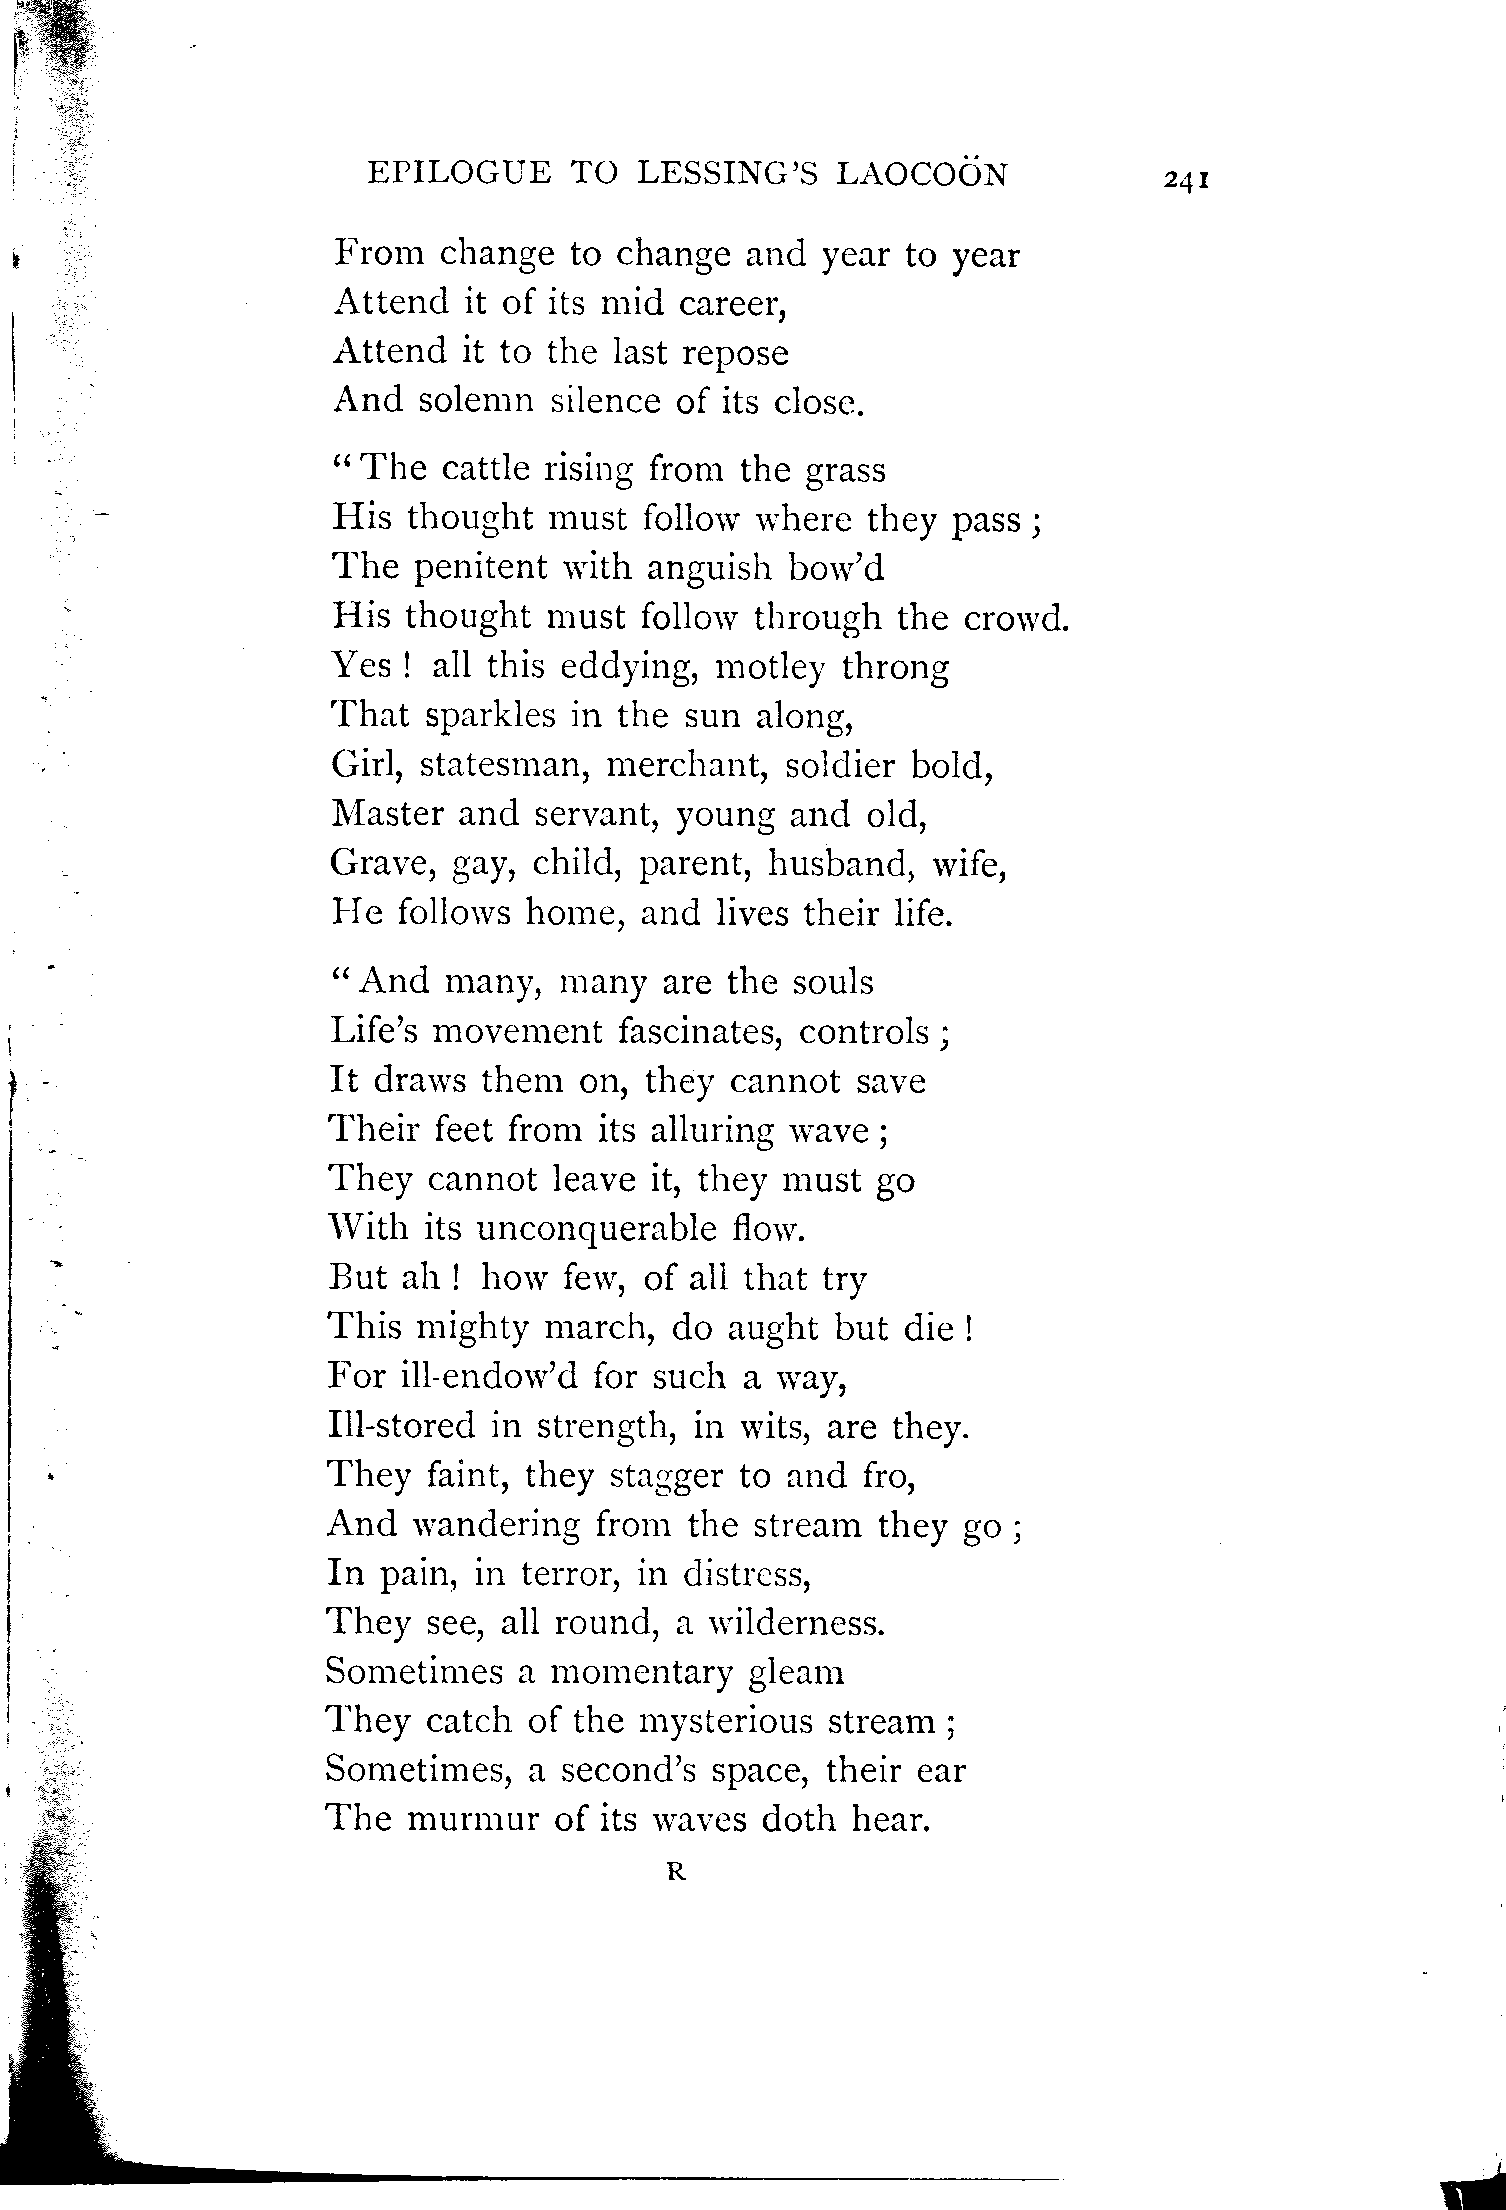 EPILOGUE TO LESSING'S LAOCOÖN 241
From change to change and year to year
Attend it of its mid career,
Attend it to the last repose
And solemn silence of its close.
“ The cattle rising from the grass
His thought must follow where they pass ;
The penitent with anguish bow'd
His thought must follow through the crowd.
Yes ! all this eddying, motley throng
That sparkles in the sun along,
Girl, statesman, merchant, soldier bold,
Master and servant, young and old,
Grave, gay, child, parent, husband, wife,
He follows home, and lives their life.
“ And many, many are the souls
Life's movement fascinates, controls ;
It draws them on, they cannot save
Their feet from its alluring wave ;
They cannot leave it, they must go
With its unconquerable flow.
But ah ! how few, of all that try
This mighty march, do aught but die !
For ill-endow'd for such a way,
Ill-stored in strength, in wits, are they.
They faint, they stagger to and fro,
And wandering from the stream they go ;
In pain, in terror, in distress,
They see, all round, a wilderness.
Sometimes a momentary gleam
They catch of the mysterious stream ;
Sometimes, a second's space, their ear
The murmur of its waves doth hear.
R